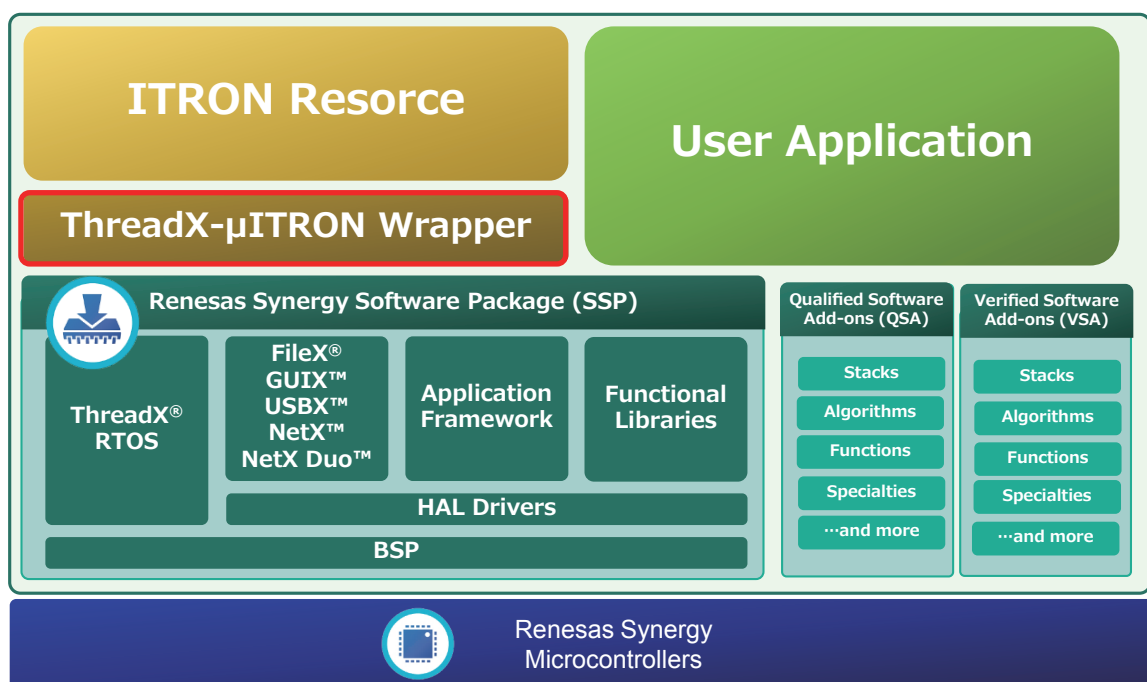 ITRON Resorce
User Application
ThreadX-μITRON Wrapper
Renesas Synergy Software Package (SSP)
ThreadX®
RTOS
FileX®
GUIX™
USBX™
NetX™
NetX Duo™
Application
Framework
Functional
Libraries
HAL Drivers
BSP
Qualified Software
Add-ons (QSA)
Stacks
Algorithms
Functions
Specialties
···and more
Verified Software
Add-ons (VSA)
Stacks
Algorithms
Functions
Specialties
···and more
Renesas Synergy
Microcontrollers